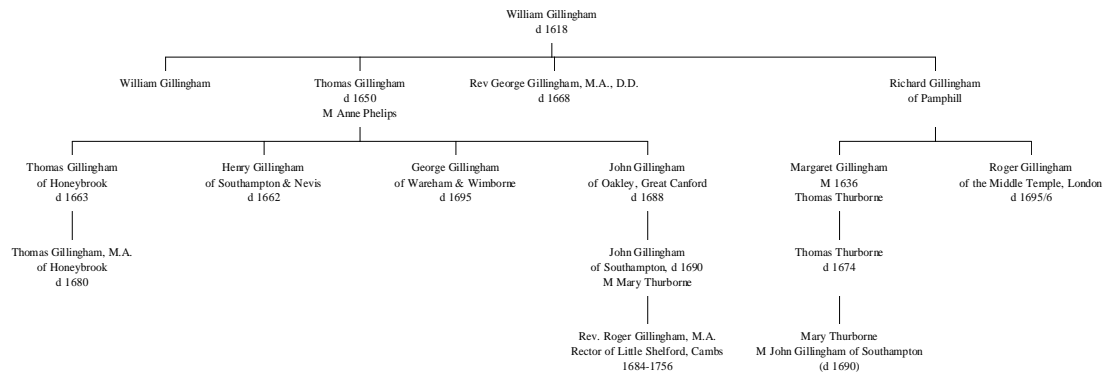 William Gillingham
d 1618
William Gillingham
Thomas Gillingham
d 1650
M Anne Phelips
Rev George Gillingham, M.A., D.D.
d 1668
Richard Gillingham
of Pamphill
Thomas Gillingham
of Honeybrook
d 1663
Henry Gillingham
of Southampton & Nevis
d 1662
George Gillingham
of Wareham & Wimborne
d 1695
John Gillingham
of Oakley, Great Canford
d 1688
Margaret Gillingham
M 1636
Thomas Thurborne
Roger Gillingham
of the Middle Temple, London
d 1695/6
Thomas Gillingham, M.A.
of Honeybrook
d 1680
John Gillingham
of Southampton, d 1690
M Mary Thurborne
Thomas Thurborne
d 1674
Rev. Roger Gillingham, M.A.
Rector of Little Shelford, Cambs
1684-1756
Mary Thurborne
M John Gillingham of Southampton
(d 1690)